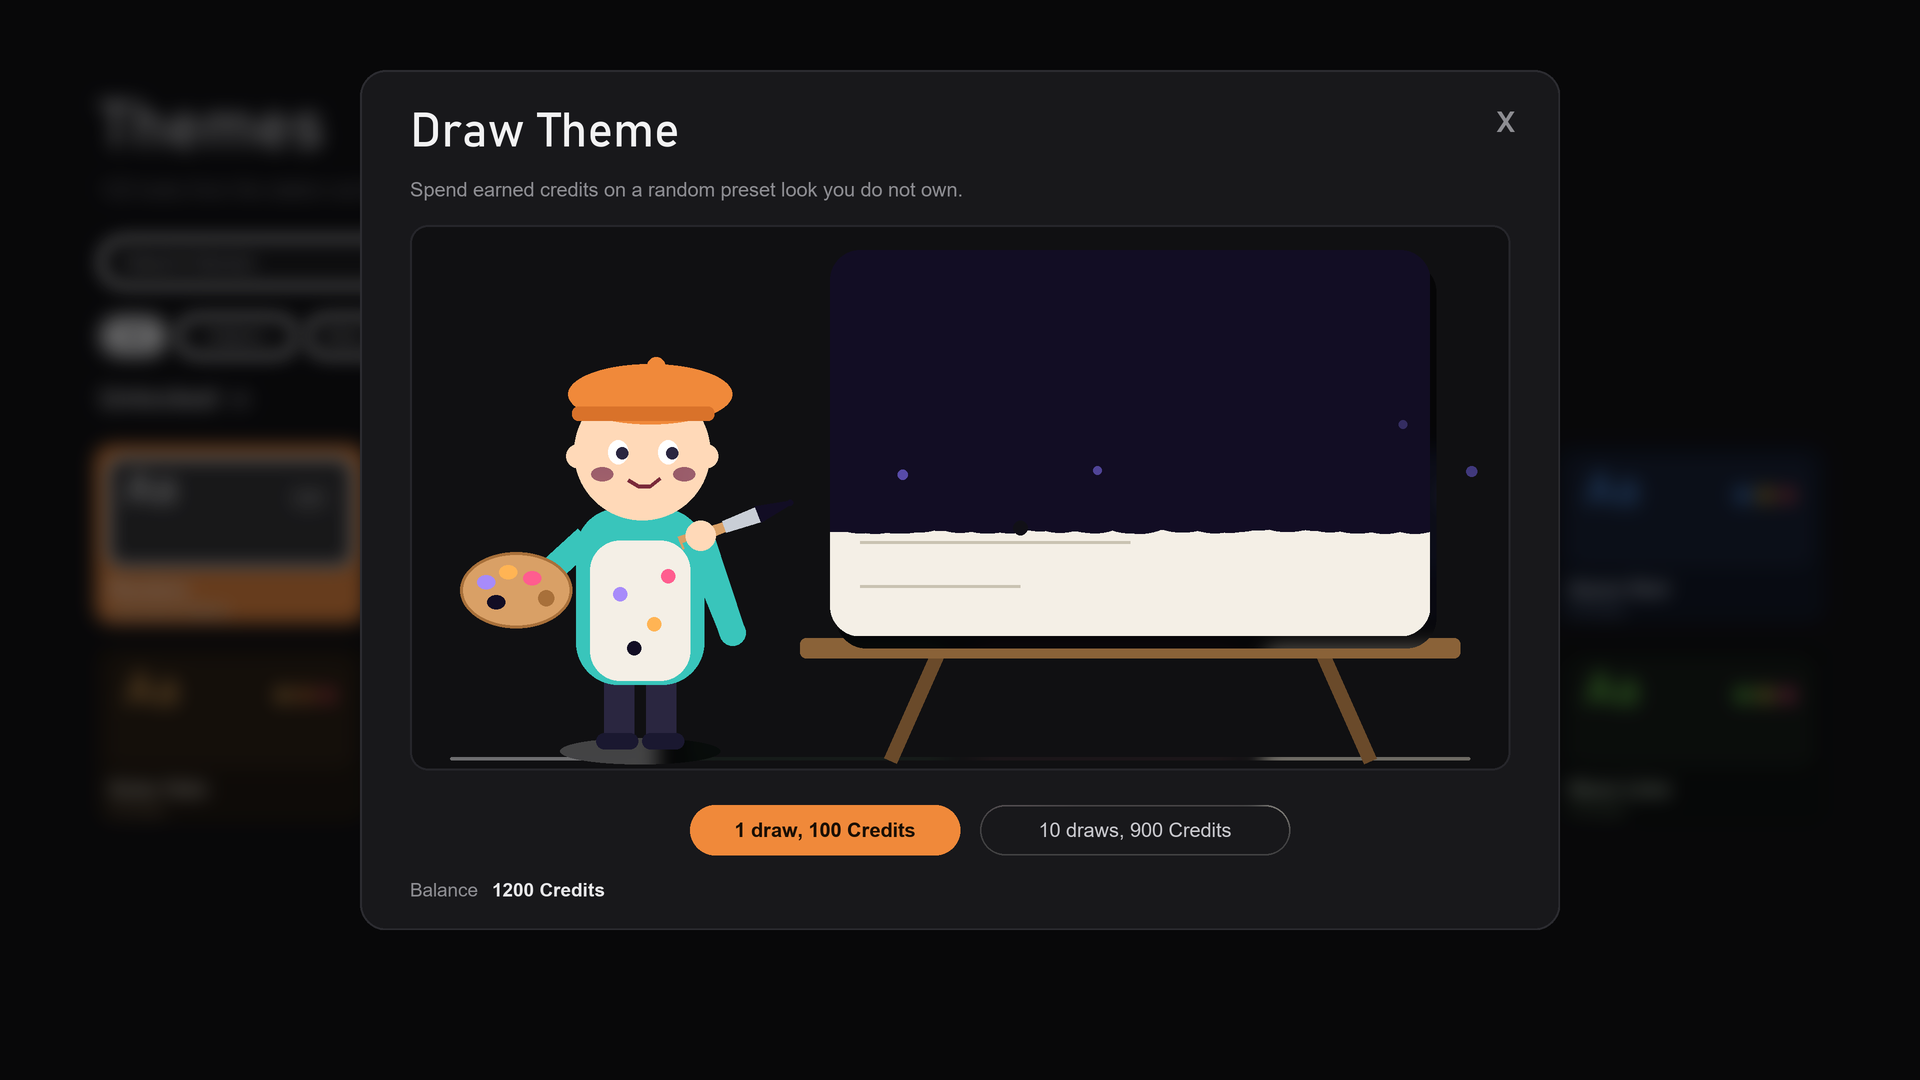 Themes
Draw Theme
X
Spend earned credits on a random preset look you do not own.
1 draw, 100 Credits
10 draws, 900 Credits
Balance 1200 Credits